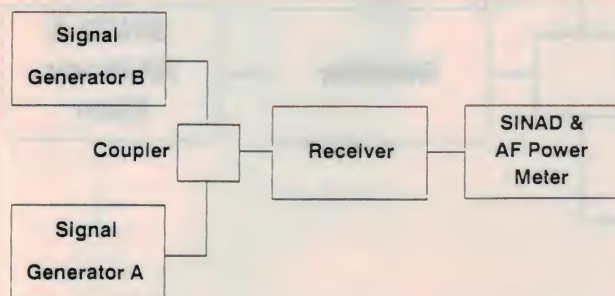 Signal
Generator B
Coupler
Receiver
SINAD &
AF Power
Meter
Signal
Generator A